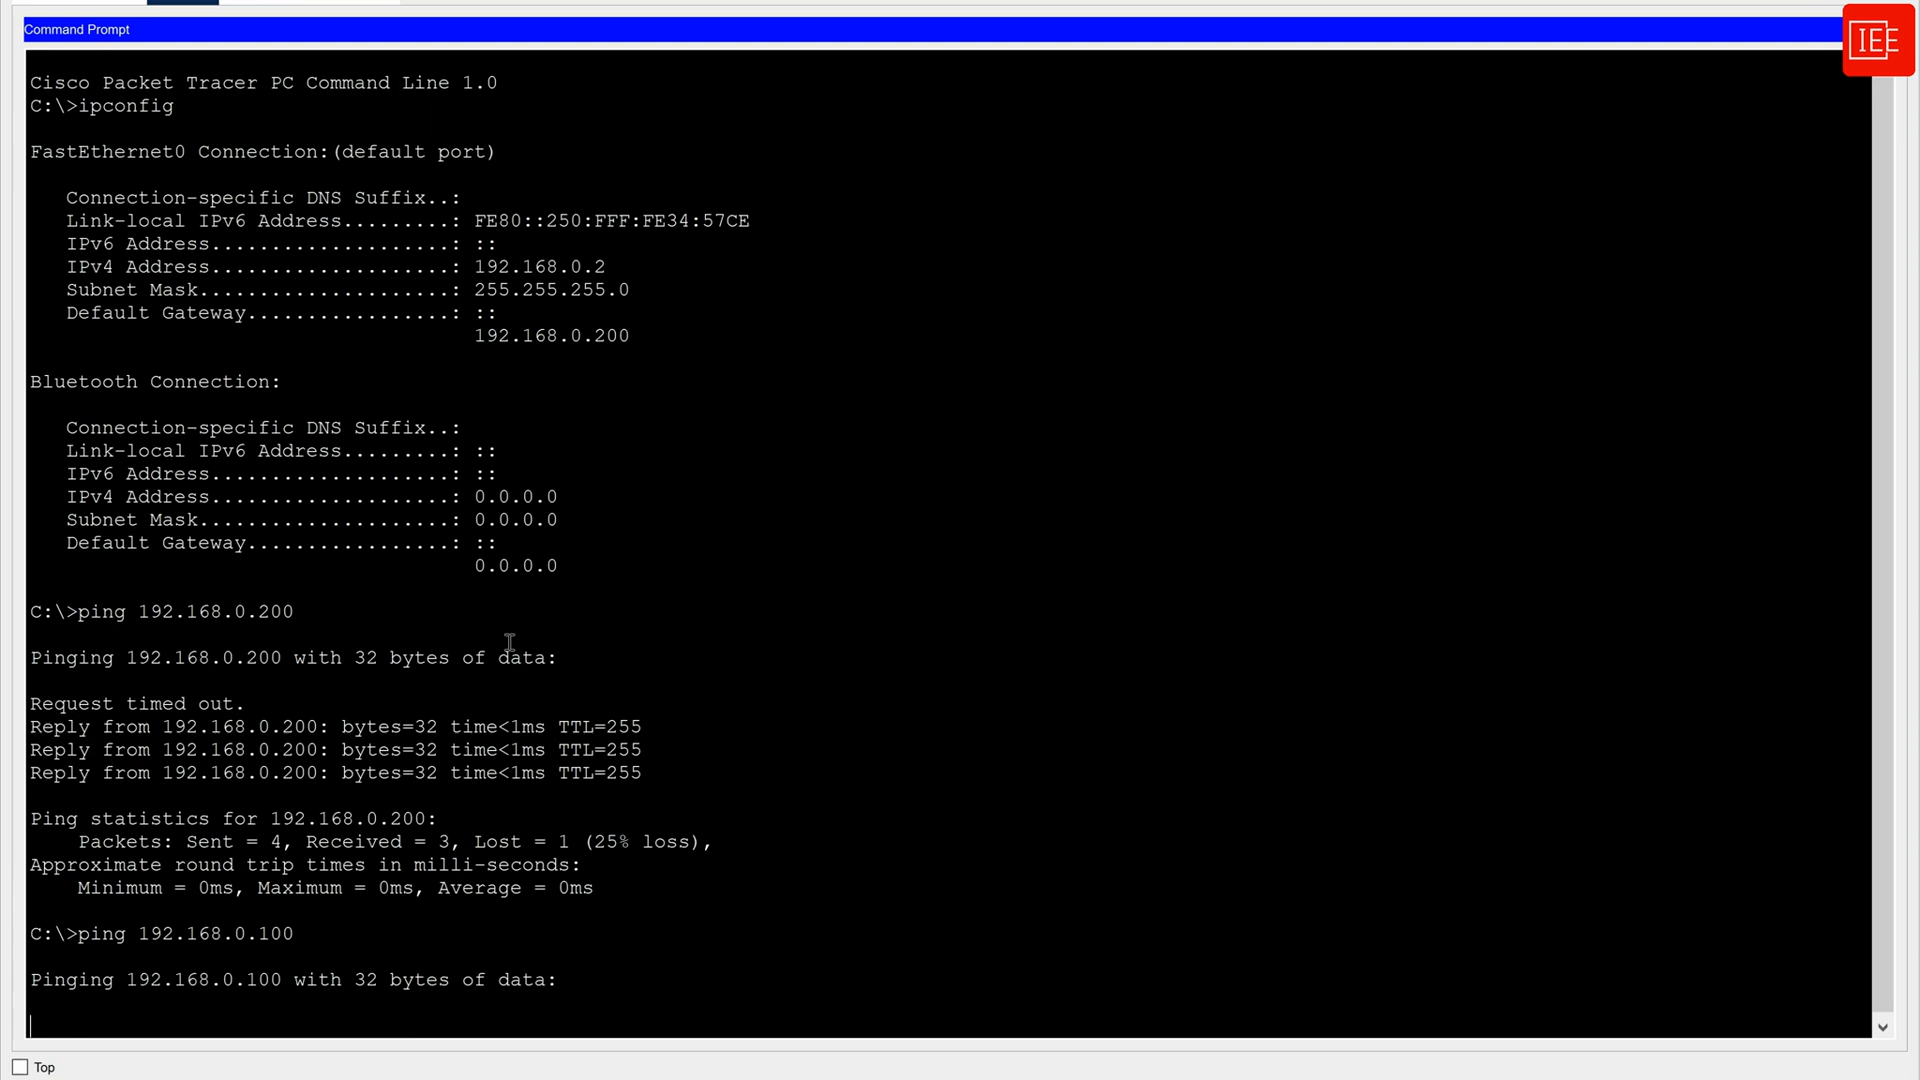 Command Prompt
IEE
Cisco Packet Tracer PC Command Line 1.0
C:\>ipconfig
FastEthernet0 Connection:(default port)
Connection-specific DNS Suffix..:
Link-local IPv6 Address.........: FE80::250:FFF:FE34:57CE
IPv6 Address....................: ::
IPv4 Address....................: 192.168.0.2
Subnet Mask.....................: 255.255.255.0
Default Gateway.................: ::
192.168.0.200
Bluetooth Connection:
Connection-specific DNS Suffix..:
Link-local IPv6 Address.........: ::
IPv6 Address....................: ::
IPv4 Address....................: 0.0.0.0
Subnet Mask.....................: 0.0.0.0
Default Gateway.................: ::
0.0.0.0
C:\>ping 192.168.0.200
Pinging 192.168.0.200 with 32 bytes of data:
Request timed out.
Reply from 192.168.0.200: bytes=32 time<1ms TTL=255
Reply from 192.168.0.200: bytes=32 time<1ms TTL=255
Reply from 192.168.0.200: bytes=32 time<1ms TTL=255
Ping statistics for 192.168.0.200:
Packets: Sent = 4, Received = 3, Lost = 1 (25% loss),
Approximate round trip times in milli-seconds:
Minimum = 0ms, Maximum = 0ms, Average = 0ms
C:\>ping 192.168.0.100
Pinging 192.168.0.100 with 32 bytes of data:
Top